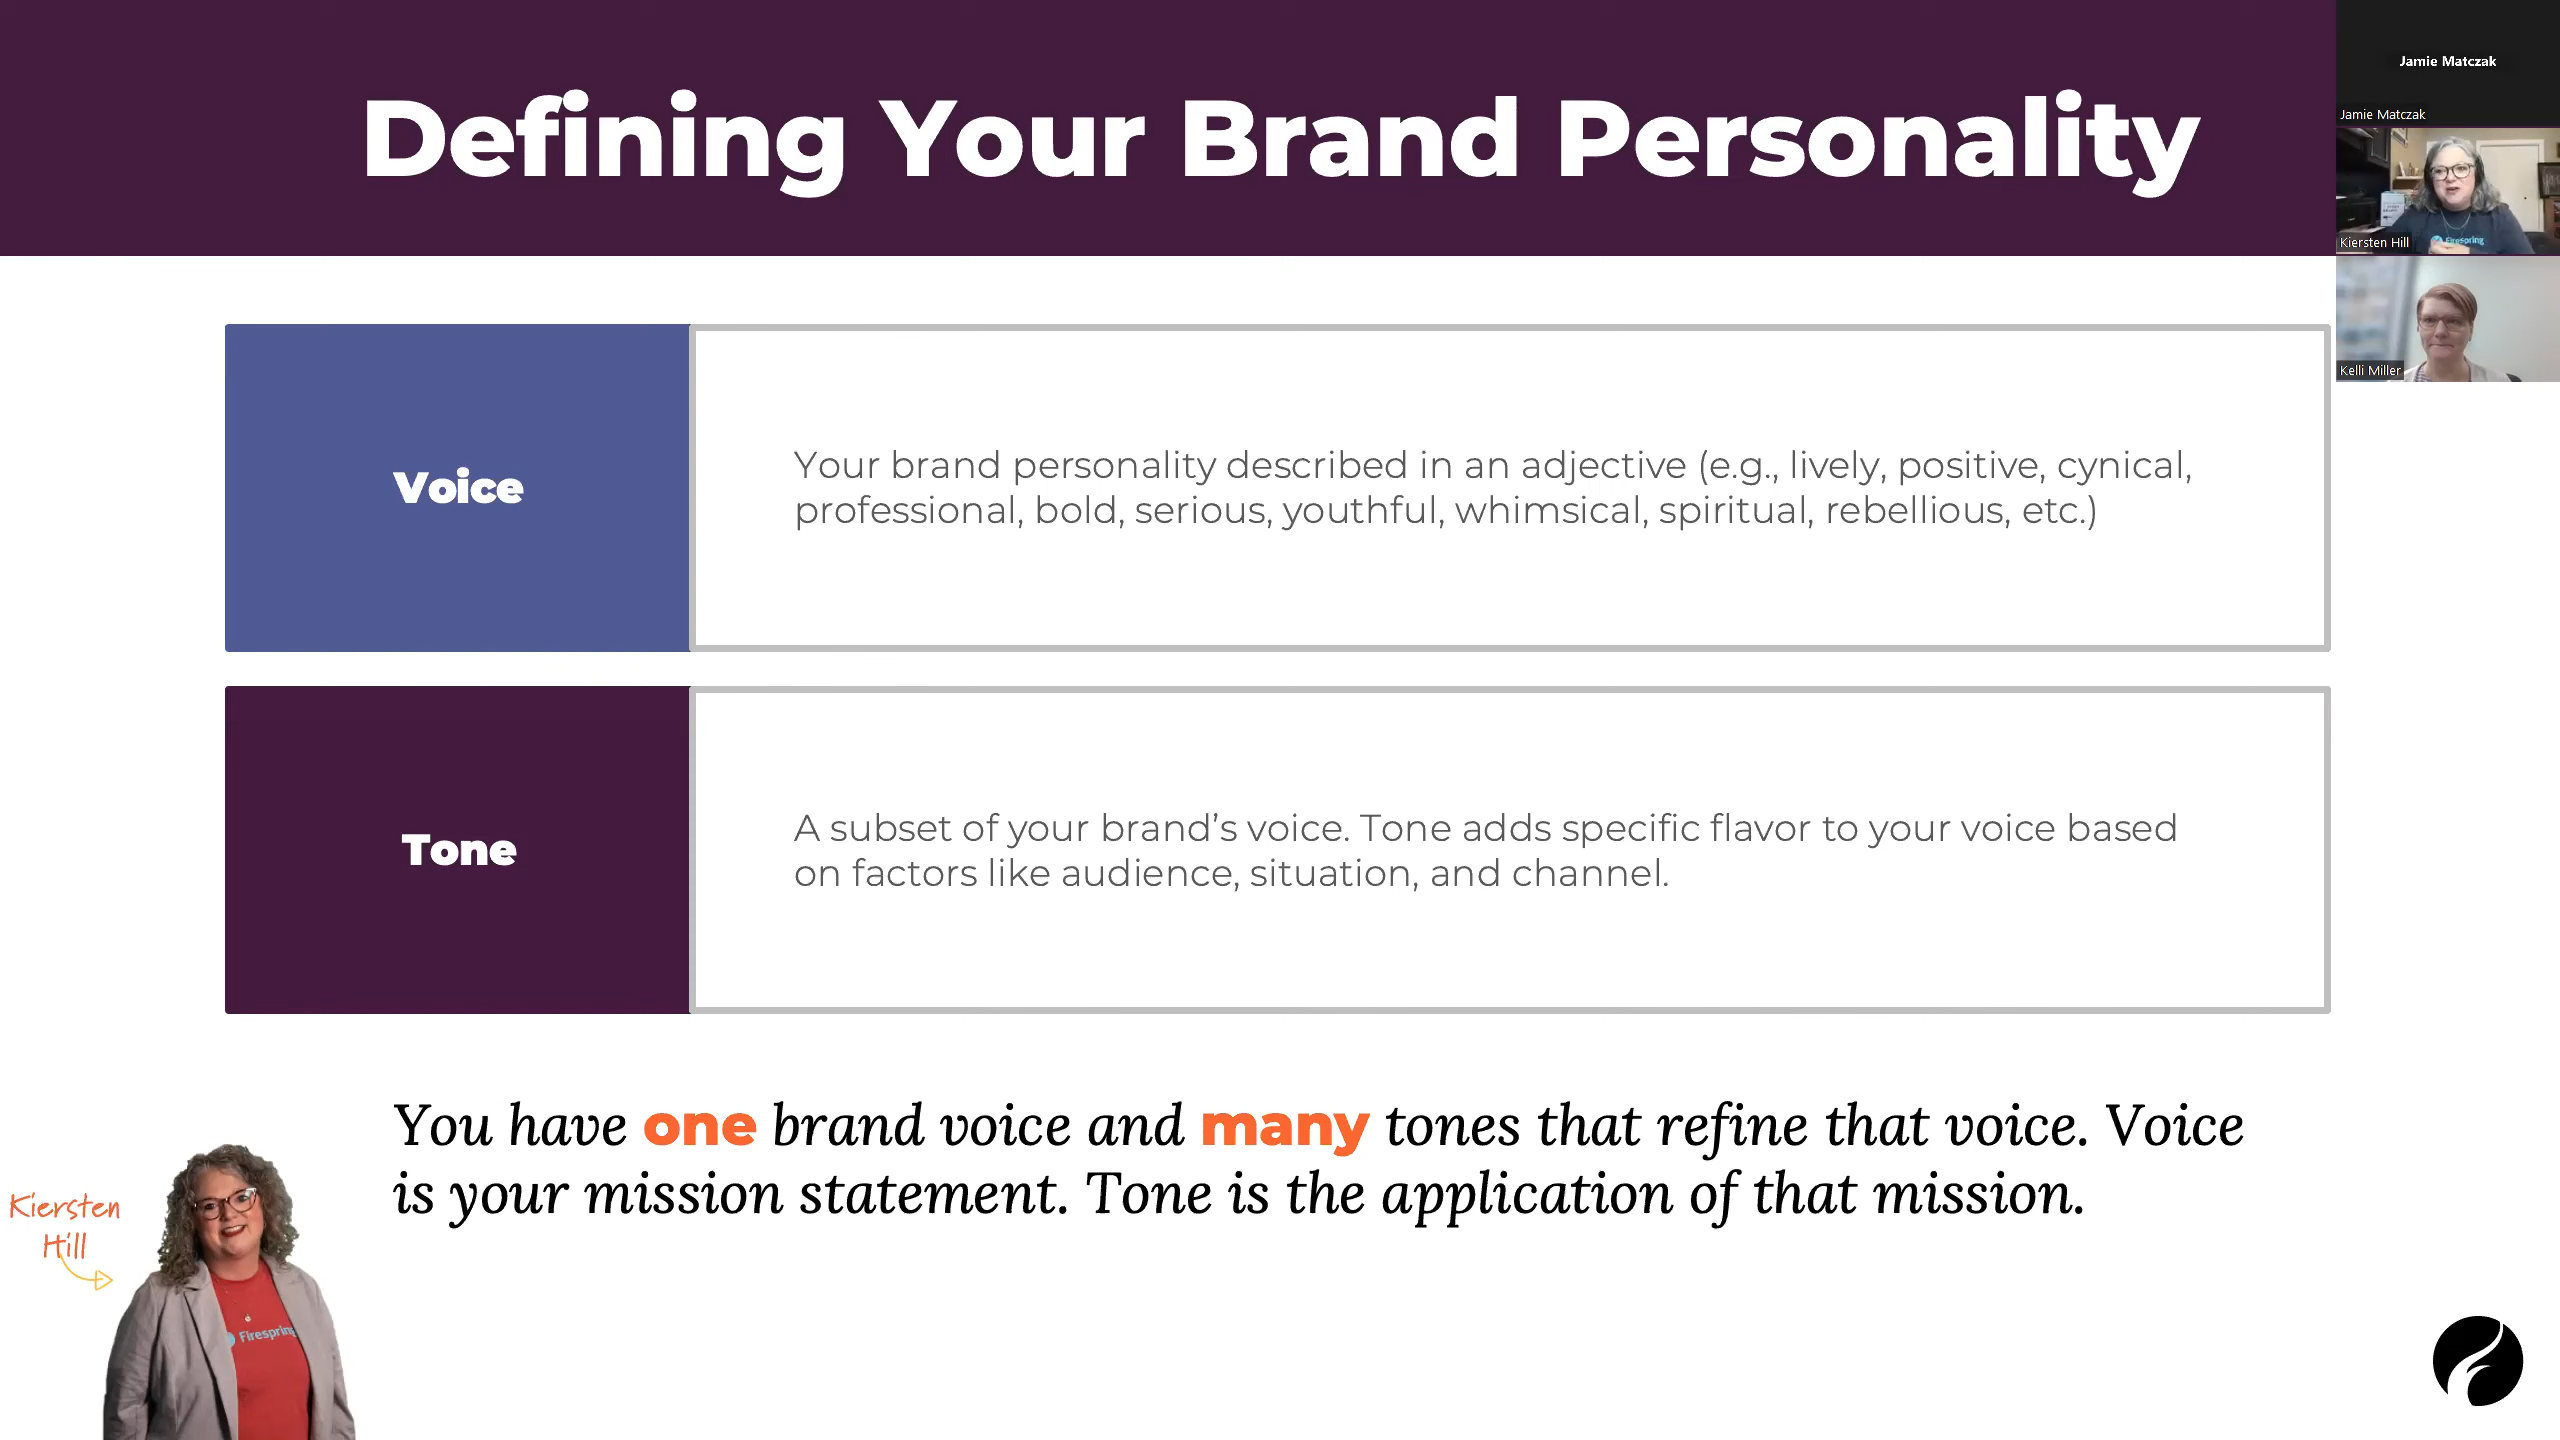 Defining Your Brand Personality
Jamie Matczak
Jamie Matczak
Kiersten Hill
FireSpring
Kelli Miller
Voice
Your brand personality described in an adjective (e.g., lively, positive, cynical,
professional, bold, serious, youthful, whimsical, spiritual, rebellious, etc.)
Tone
A subset of your brand’s voice. Tone adds specific flavor to your voice based
on factors like audience, situation, and channel.
You have one brand voice and many tones that refine that voice. Voice
is your mission statement. Tone is the application of that mission.
Kiersten
Hill
Firespring